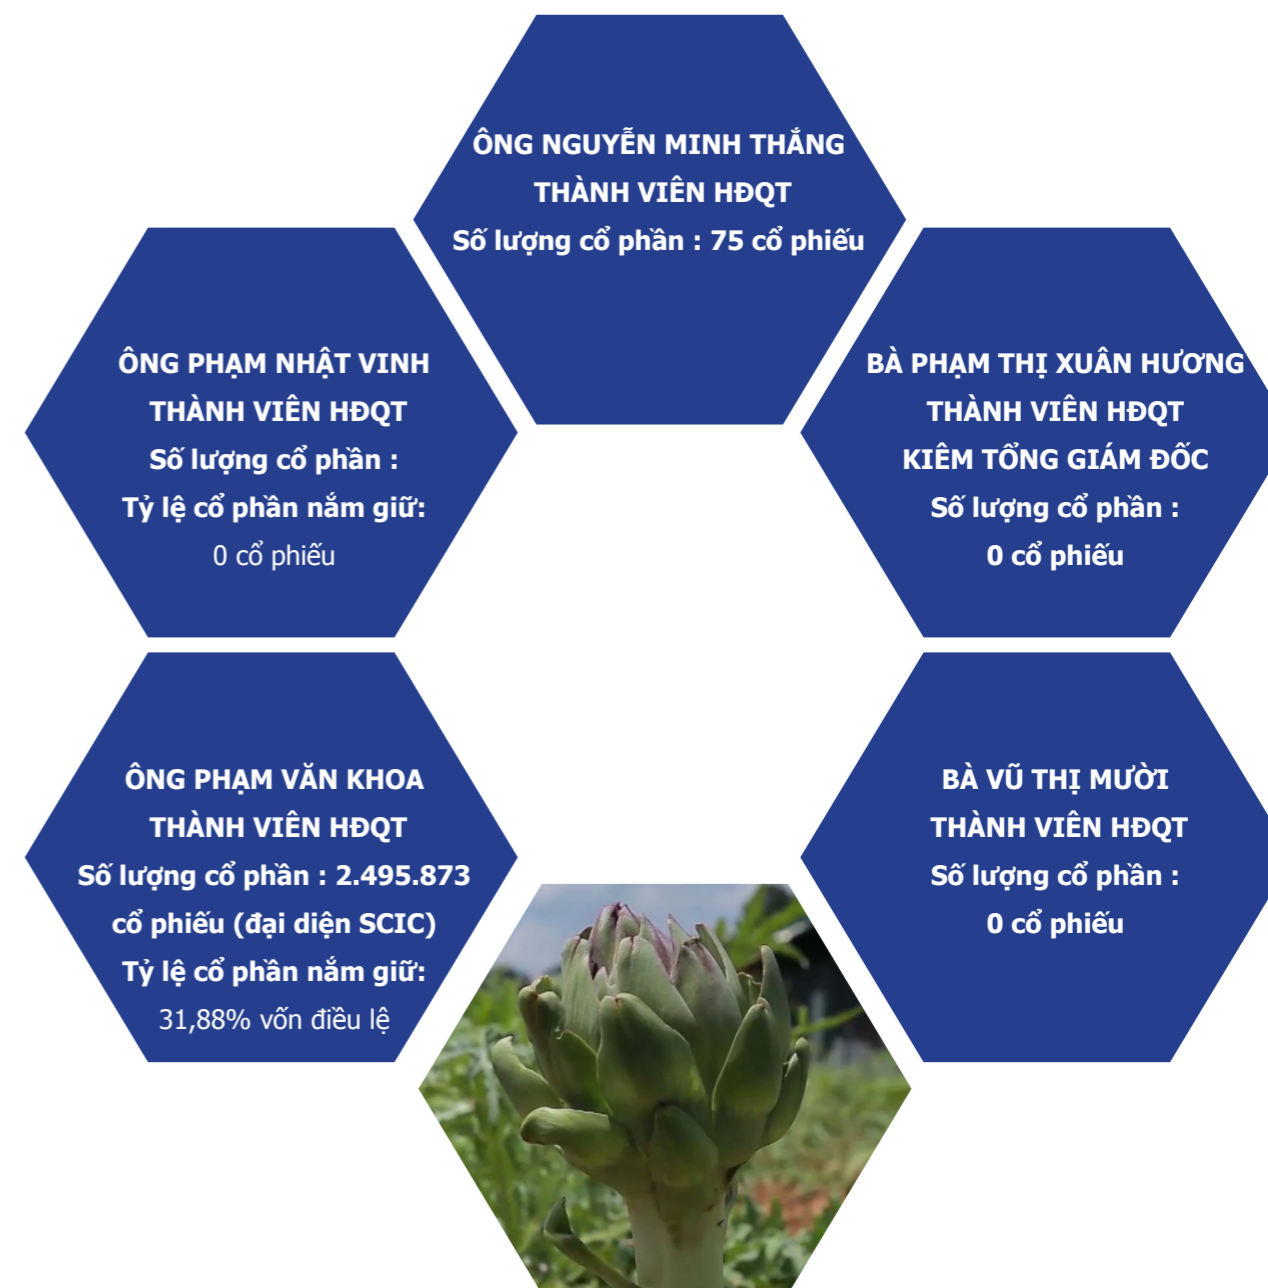 ÔNG NGUYỄN MINH THẮNG
THÀNH VIÊN HĐQT
Số lượng cổ phần : 75 cổ phiếu
ÔNG PHẠM NHẬT VINH
THÀNH VIÊN HĐQT
Số lượng cổ phần :
Tỷ lệ cổ phần nắm giữ:
0 cổ phiếu
BÀ PHẠM THỊ XUÂN HƯƠNG
THÀNH VIÊN HĐQT
KIÊM TỔNG GIÁM ĐỐC
Số lượng cổ phần :
0 cổ phiếu
ÔNG PHẠM VĂN KHOA
THÀNH VIÊN HĐQT
Số lượng cổ phần : 2.495.873
cổ phiếu (đại diện SCIC)
Tỷ lệ cổ phần nắm giữ:
31,88% vốn điều lệ
BÀ VŨ THỊ MƯỜI
THÀNH VIÊN HĐQT
Số lượng cổ phần :
0 cổ phiếu